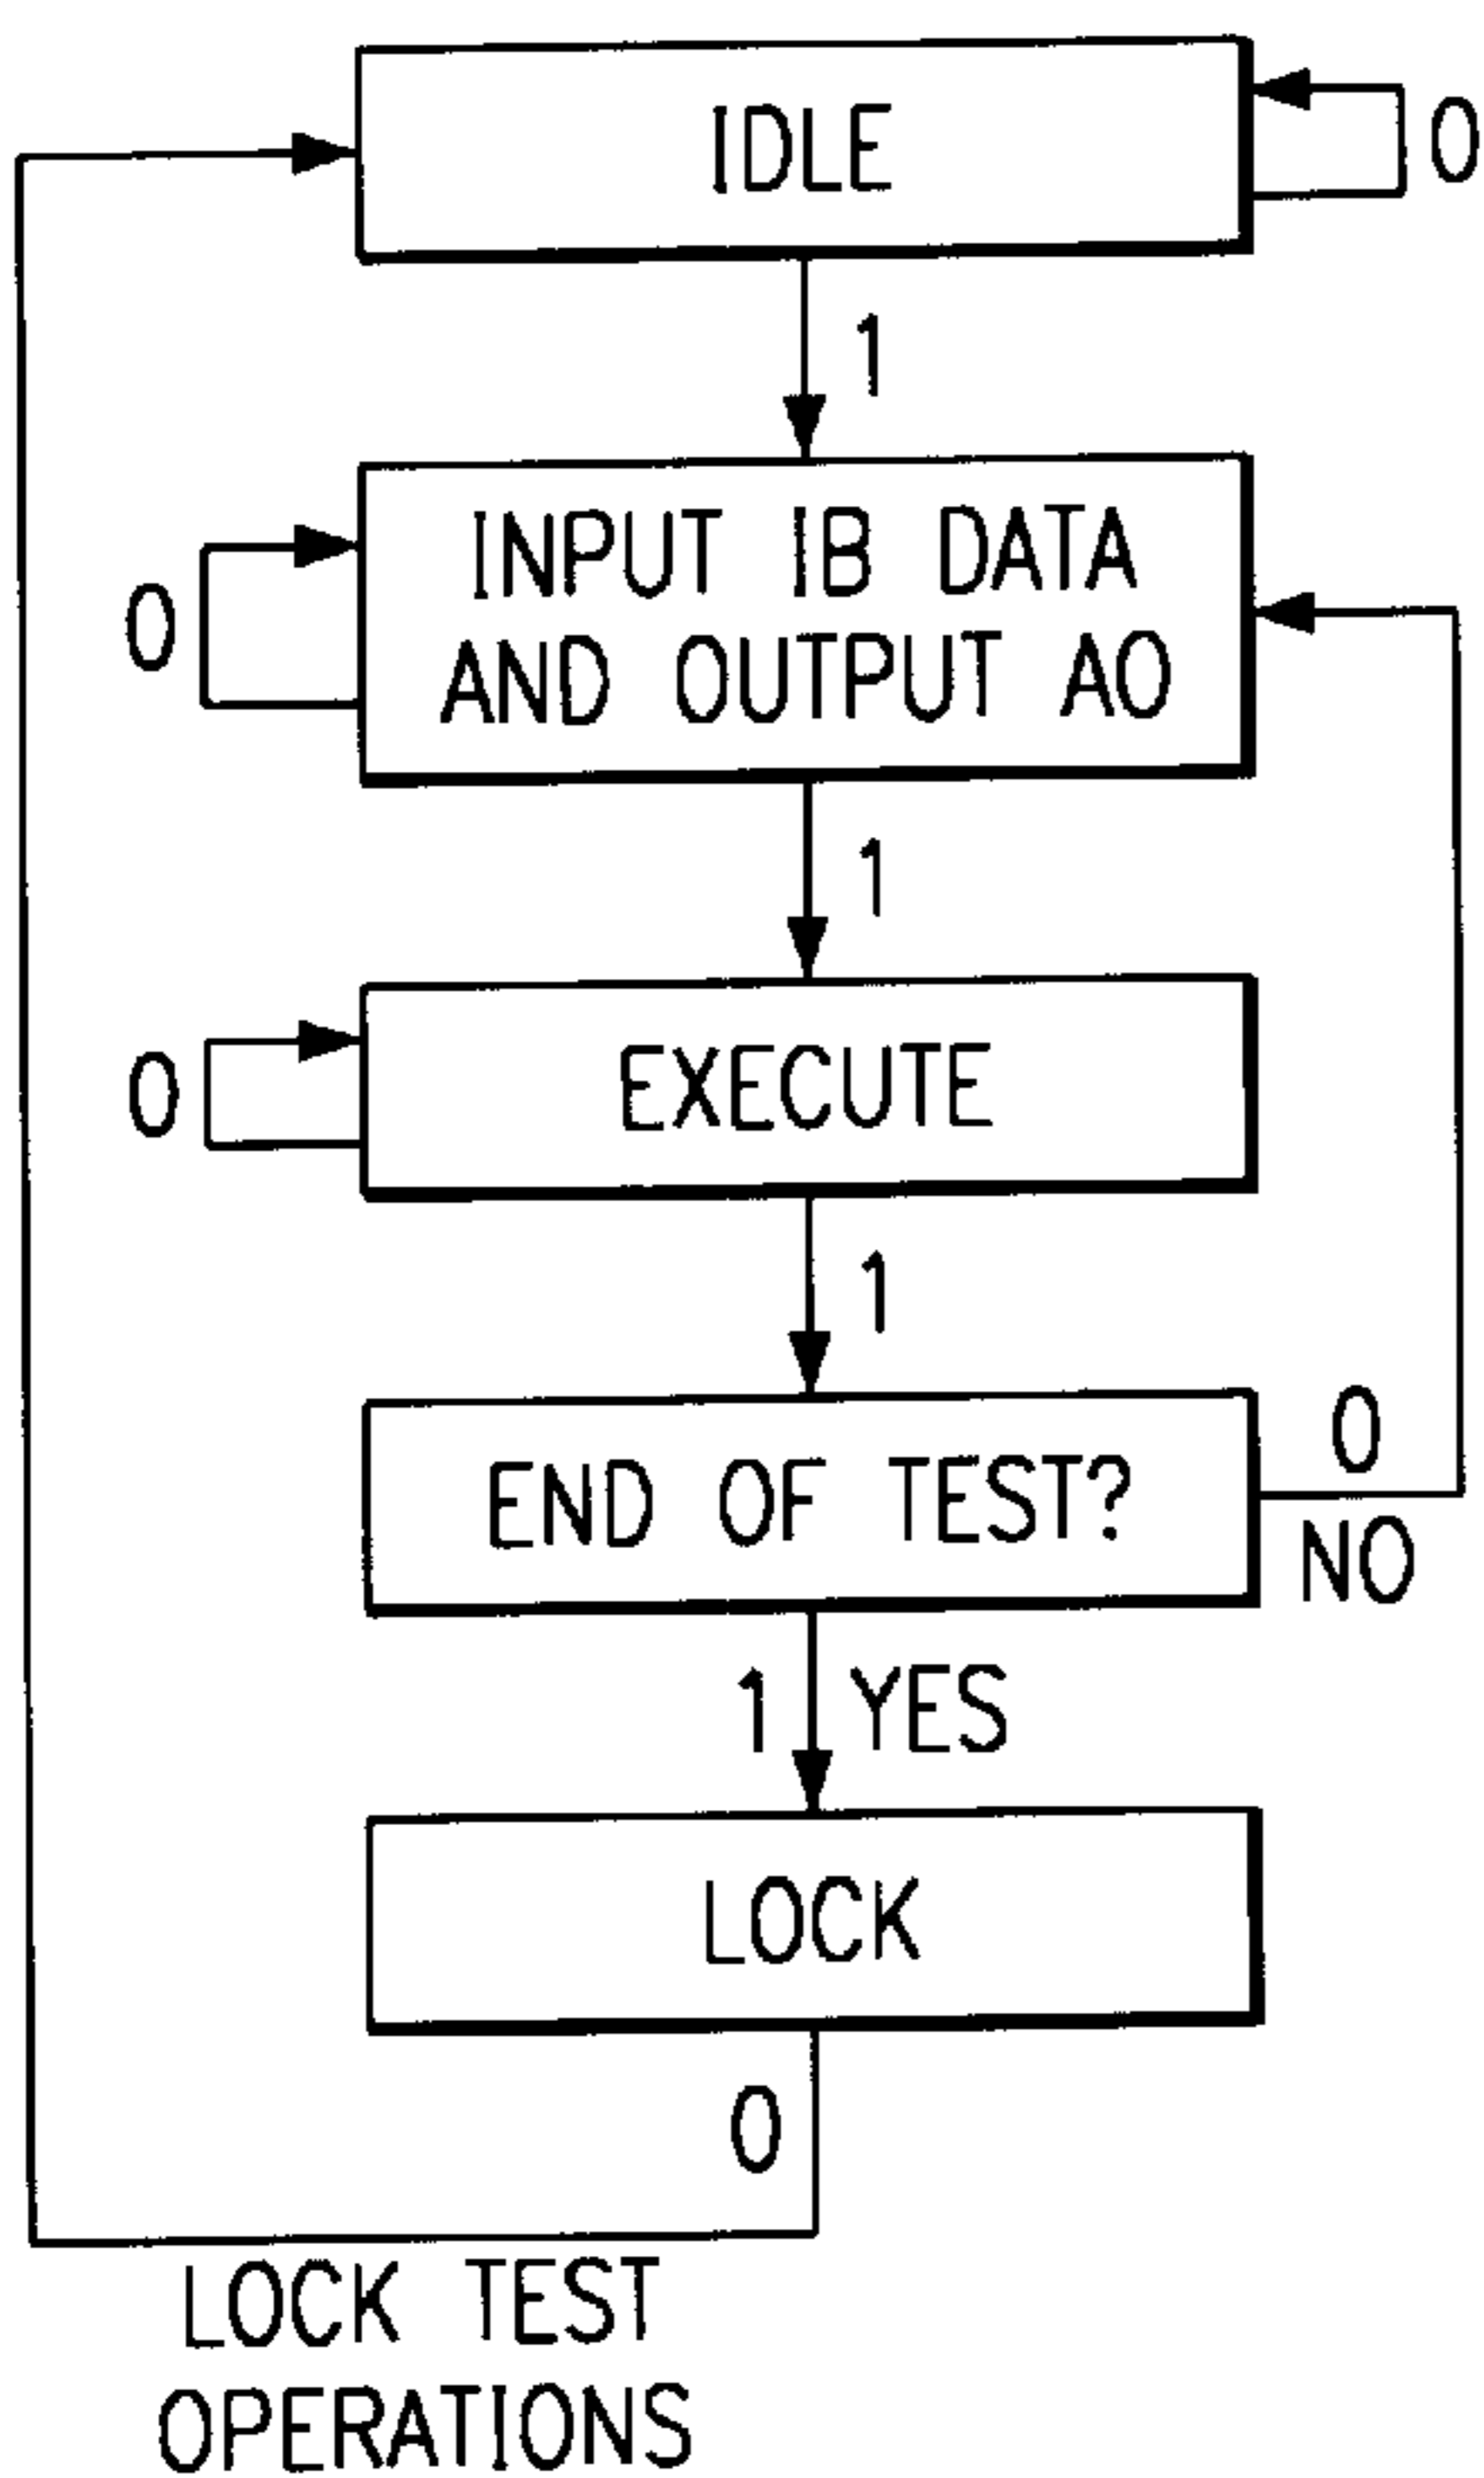 IDLE
0
1
INPUT IB DATA
AND OUTPUT AO
0
1
EXECUTE
0
1
END OF TEST?
0
NO
1 YES
LOCK
0
LOCK TEST
OPERATIONS